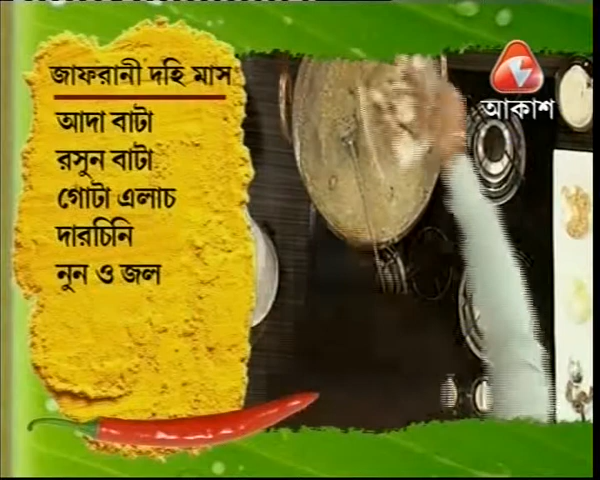 জাফরানী দহি মাস
আদা বাটা
রসুন বাটা
গোটা এলাচ
দারচিনি
নুন ও জল
আকাশ